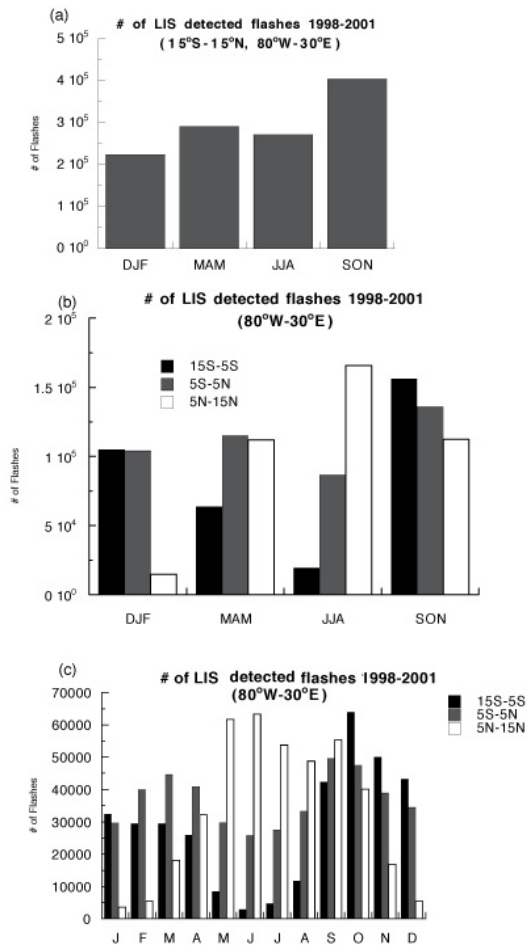 (a)
# of LIS detected flashes 1998-2001
(15°S-15°N, 80°W-30°E)
5 10⁵
4 10⁵
3 10⁵
2 10⁵
1 10⁵
0 10⁰
# of Flashes
DJF MAM JJA SON
(b)
# of LIS detected flashes 1998-2001
(80°W-30°E)
2 10⁵
1.5 10⁵
1 10⁵
5 10⁴
0 10⁰
# of Flashes
15S-5S
5S-5N
5N-15N
DJF MAM JJA SON
(c)
# of LIS detected flashes 1998-2001
(80°W-30°E)
15S-5S
5S-5N
5N-15N
70000
60000
50000
40000
30000
20000
10000
0
# of Flashes
J F M A M J J A S O N D